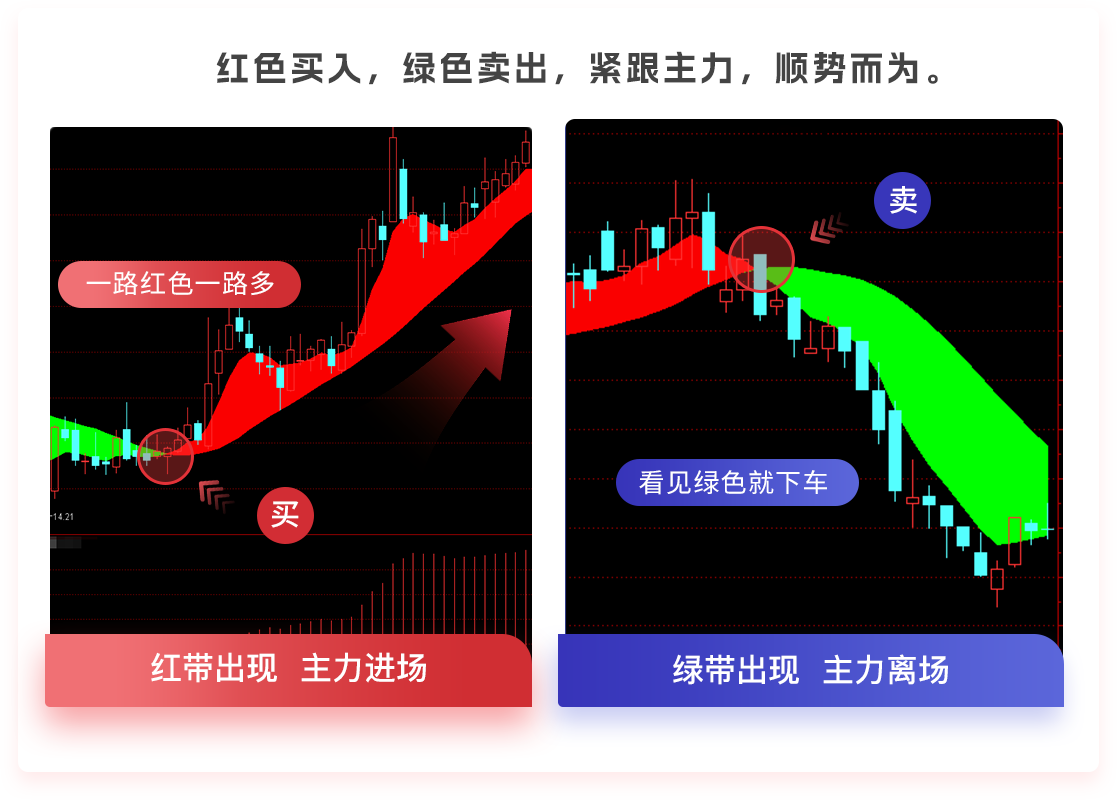 红色买入，绿色卖出，紧跟主力，顺势而为。
一路红色一路多
买
14.21
红带出现 主力进场
卖
看见绿色就下车
绿带出现 主力离场